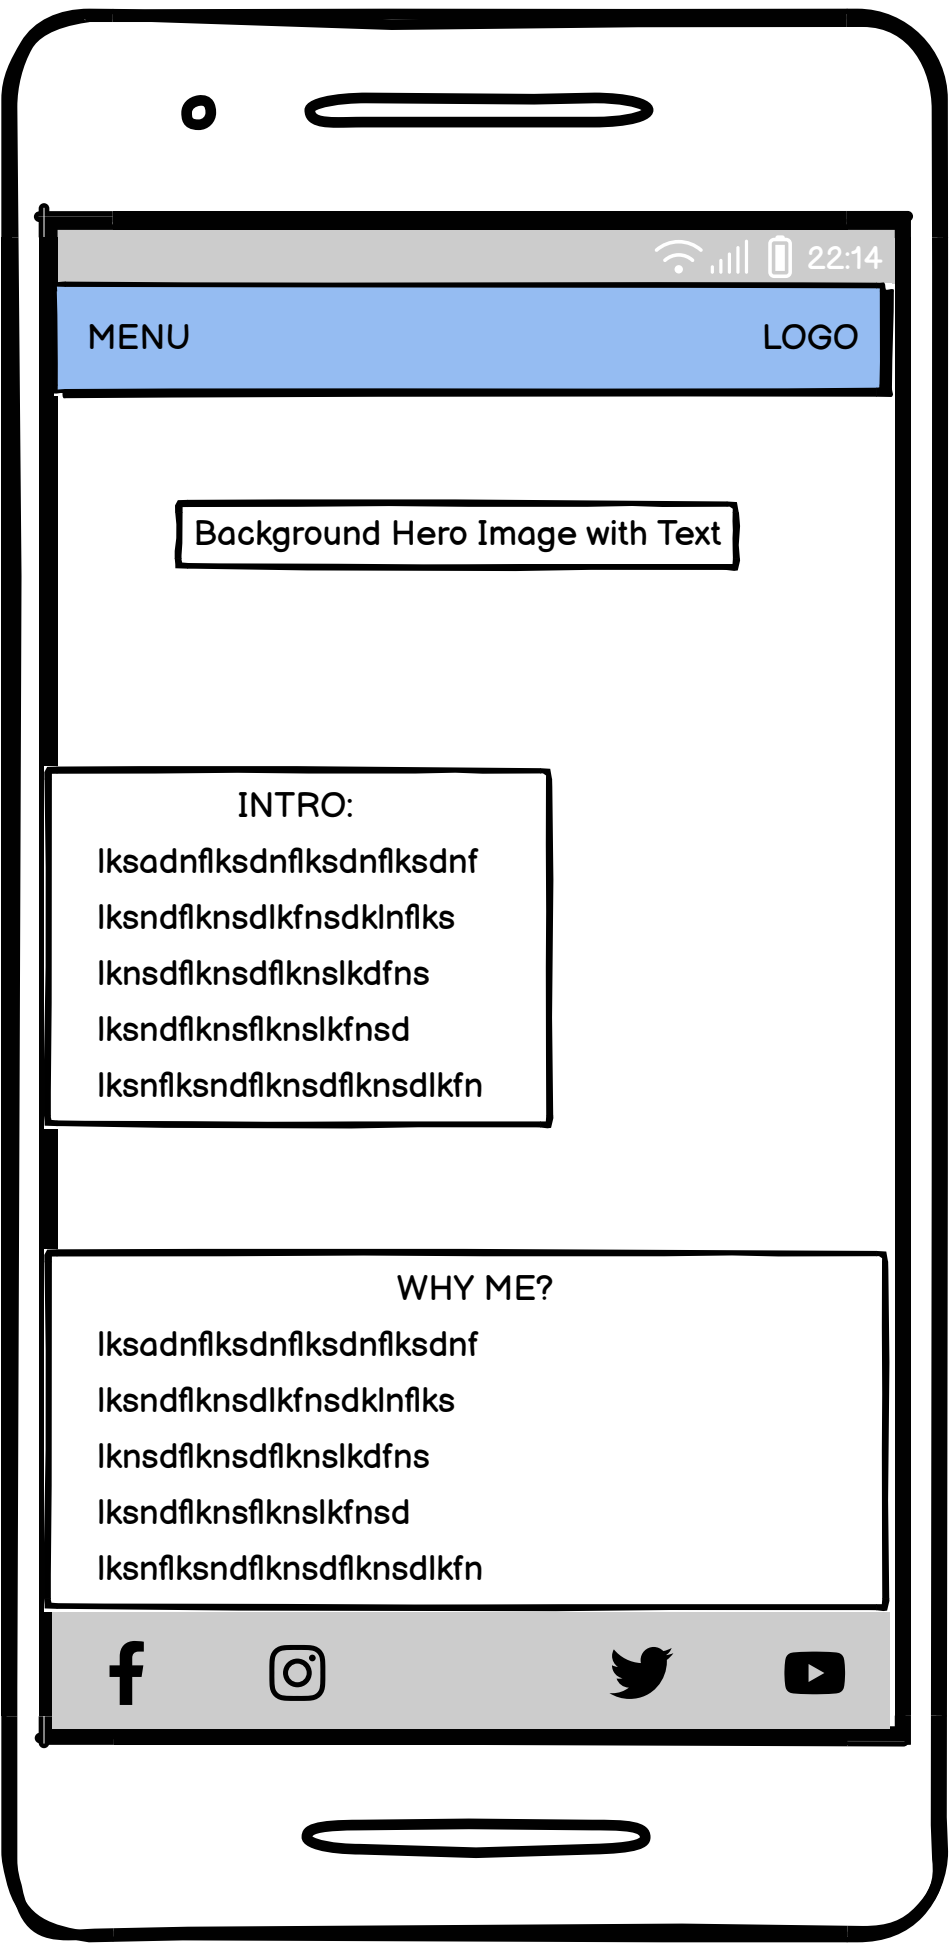 22:14
MENU LOGO
Background Hero Image with Text
INTRO:
lksadnflksdnflksdnflksdnf
lksndflknsdlkfnsdklnflks
lknsdflknsdflknslkdfns
lksndflknsflknslkfnsd
lksnflksndflknsdflknsdlkfn
WHY ME?
lksadnflksdnflksdnflksdnf
lksndflknsdlkfnsdklnflks
lknsdflknsdflknslkdfns
lksndflknsflknslkfnsd
lksnflksndflknsdflknsdlkfn